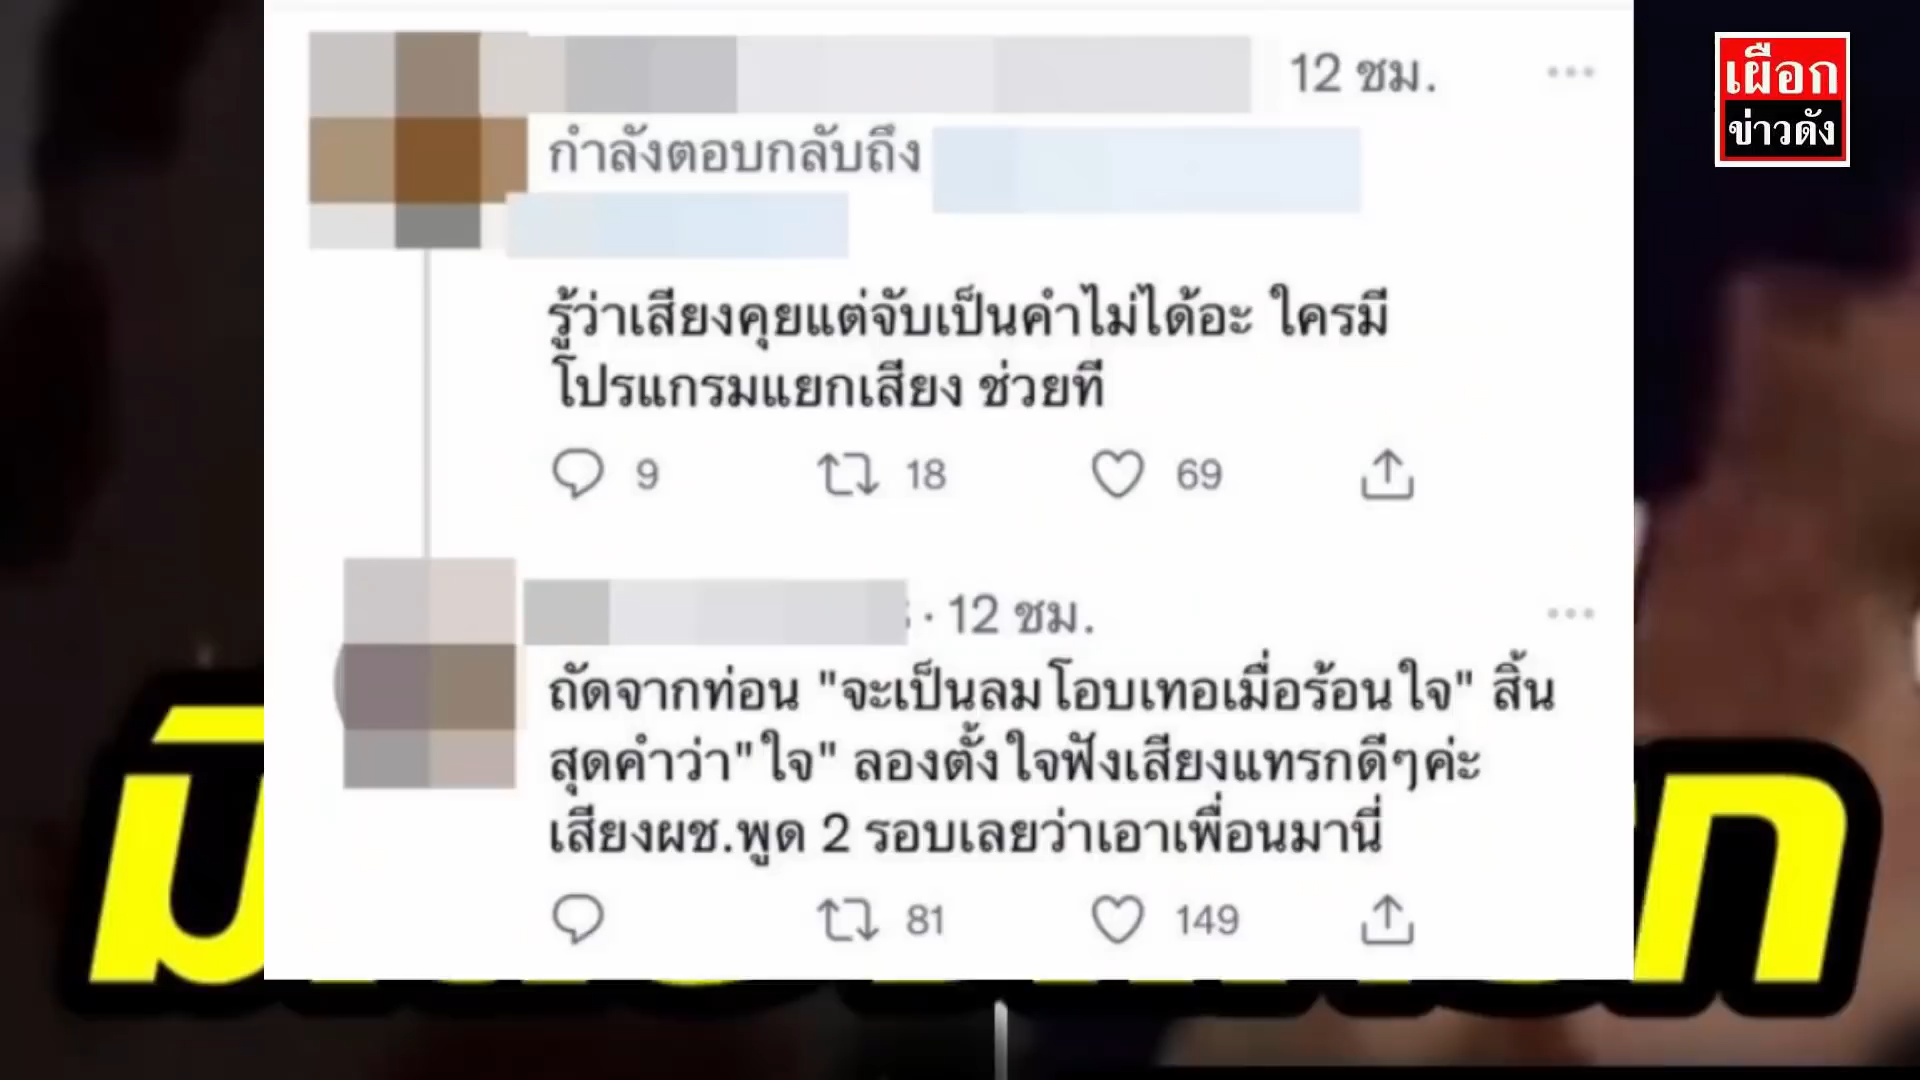 12 ชม.
กำลังตอบกลับถึง
รู้ว่าเสียงคุยแต่จับเป็นคำไม่ได้อะ ใครมี
โปรแกรมแยกเสียง ช่วยที
9 18 69
· 12 ชม.
ถัดจากท่อน "จะเป็นลมโอบเทอเมื่อร้อนใจ" สิ้น
สุดคำว่า"ใจ" ลองตั้งใจฟังเสียงแทรกดีๆค่ะ
เสียงผช.พูด 2 รอบเลยว่าเอาเพื่อนมานี่
81 149
เผือก
ข่าวดัง